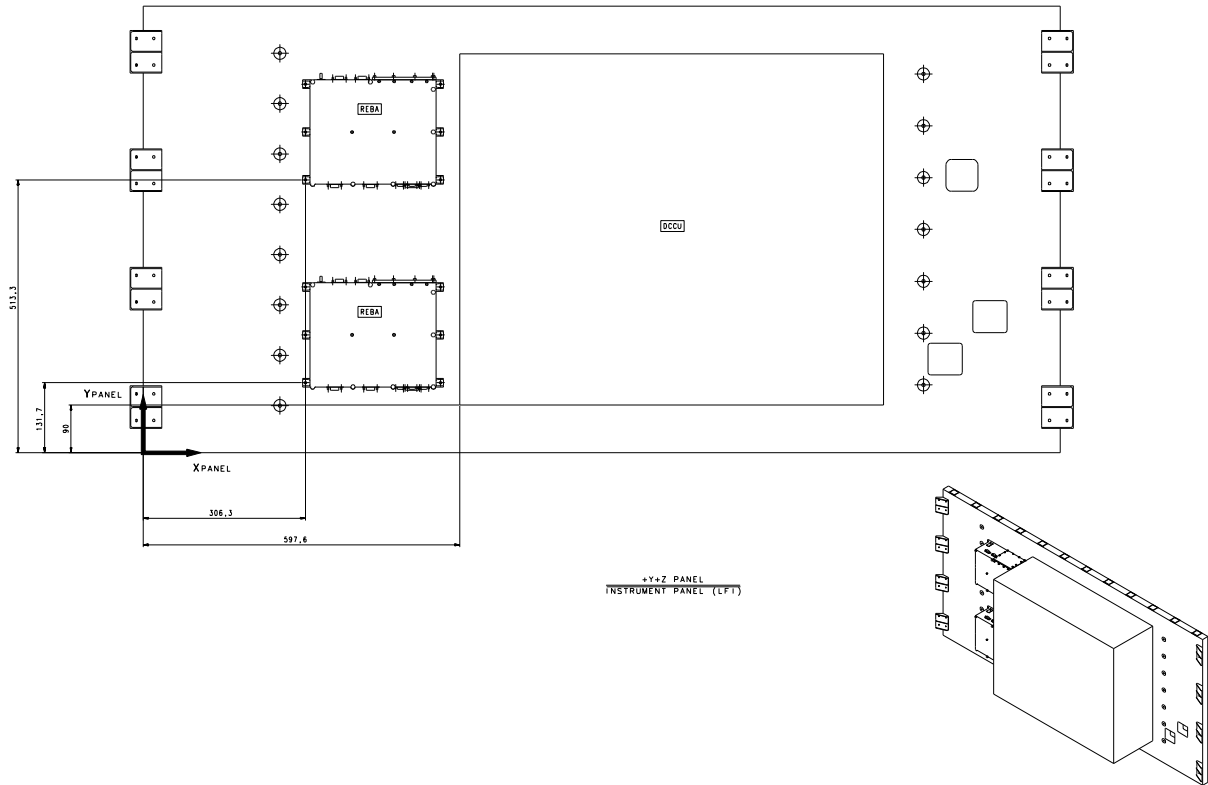 REBA
DCCU
REBA
513,3
131,7
90
YPANEL
XPANEL
306,3
597,6
+Y+Z PANEL
INSTRUMENT PANEL (LFI)